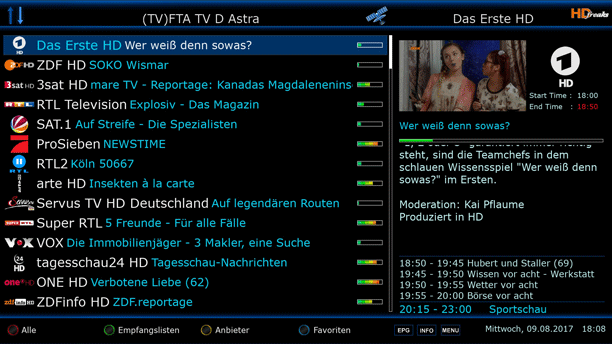 (TV)FTA TV D Astra
Das Erste HD
HDfreaks
Das Erste HD Wer weiß denn sowas?
ZDF HD SOKO Wismar
3sat HD mare TV - Reportage: Kanadas Magdalenenins
RTL Television Explosiv - Das Magazin
SAT.1 Auf Streife - Die Spezialisten
ProSieben NEWSTIME
RTL2 Köln 50667
arte HD Insekten à la carte
Servus TV HD Deutschland Auf legendären Routen
Super RTL 5 Freunde - Für alle Fälle
VOX Die Immobilienjäger - 3 Makler, eine Suche
tagesschau24 HD Tagesschau-Nachrichten
ONE HD Verbotene Liebe (62)
ZDFinfo HD ZDF.reportage
1
HD
Start Time : 18:00
End Time : 18:50
Wer weiß denn sowas?
steht, sind die Teamchefs in dem
schlauen Wissensspiel "Wer weiß denn
sowas?" im Ersten.
Moderation: Kai Pflaume
Produziert in HD
18:50 - 19:45 Hubert und Staller (69)
19:45 - 19:50 Wissen vor acht - Werkstatt
19:50 - 19:55 Wetter vor acht
19:55 - 20:00 Börse vor acht
20:15 - 23:00 Sportschau
Alle
Empfangslisten
Anbieter
Favoriten
EPG INFO MENU
Mittwoch, 09.08.2017 18:08